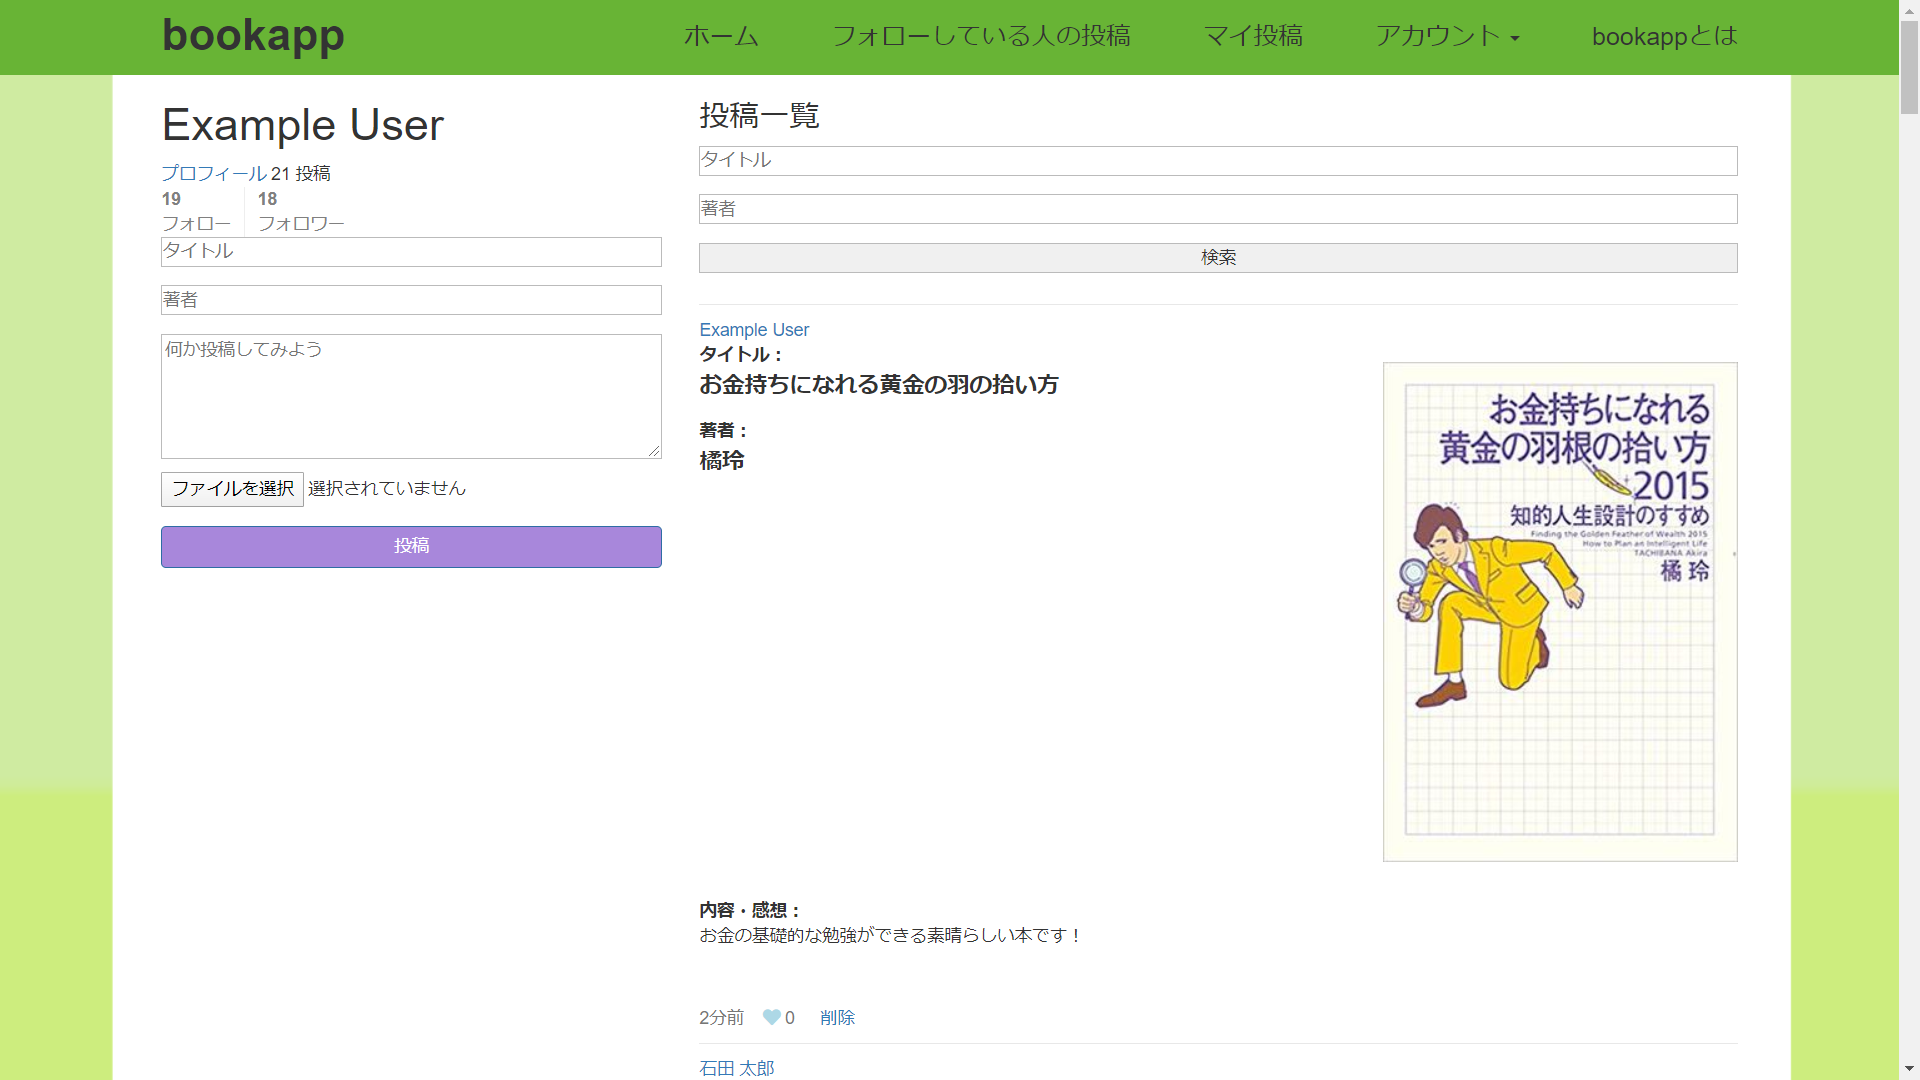 bookapp
ホーム
フォローしている人の投稿
マイ投稿
アカウント
bookappとは
Example User
プロフィール 21 投稿
19
フォロー
18
フォロワー
タイトル
著者
何か投稿してみよう
ファイルを選択 選択されていません
投稿
投稿一覧
タイトル
著者
検索
Example User
タイトル：
お金持ちになれる黄金の羽の拾い方
著者：
橘玲
お金持ちになれる
黄金の羽根の拾い方
2015
知的人生設計のすすめ
Finding the Golden Feather of Wealth 2015
How to Plan an Intelligent Life
TACHIBANA Akira
橘 玲
内容・感想：
お金の基礎的な勉強ができる素晴らしい本です！
2分前 0 削除
石田 太郎